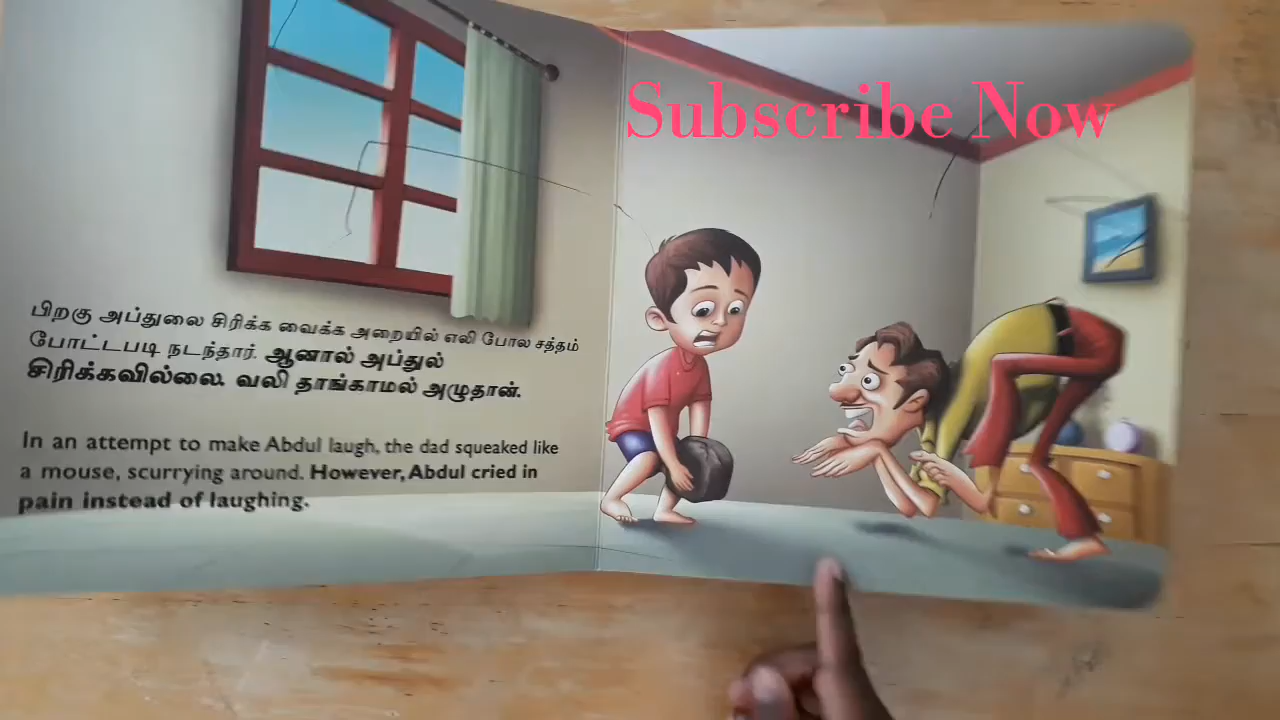 Subscribe Now
பிறகு அப்துலை சிரிக்க வைக்க அறையில் எலி போல சத்தம்
போட்டபடி நடந்தார். ஆனால் அப்துல்
சிரிக்கவில்லை. வலி தாங்காமல் அழுதான்.
In an attempt to make Abdul laugh, the dad squeaked like
a mouse, scurrying around. However, Abdul cried in
pain instead of laughing.